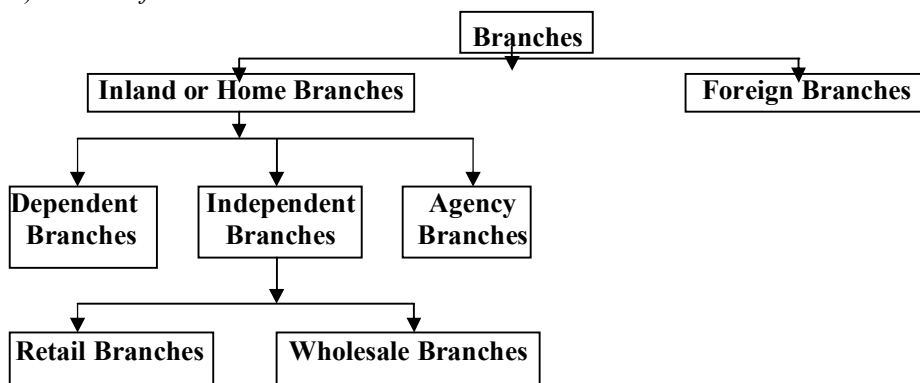 Branches
Inland or Home Branches
Foreign Branches
Dependent
Branches
Independent
Branches
Agency
Branches
Retail Branches
Wholesale Branches